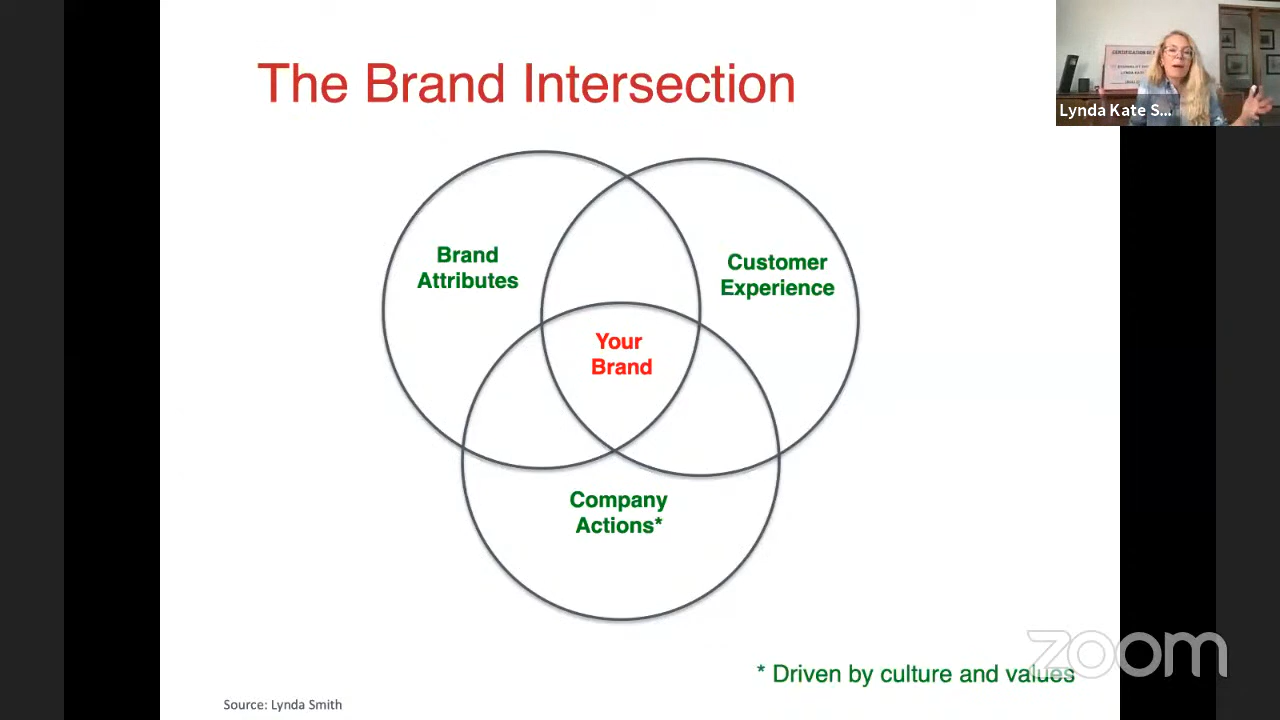 The Brand Intersection
Lynda Kate S...
Brand
Attributes
Customer
Experience
Your
Brand
Company
Actions*
* Driven by culture and values
zoom
Source: Lynda Smith